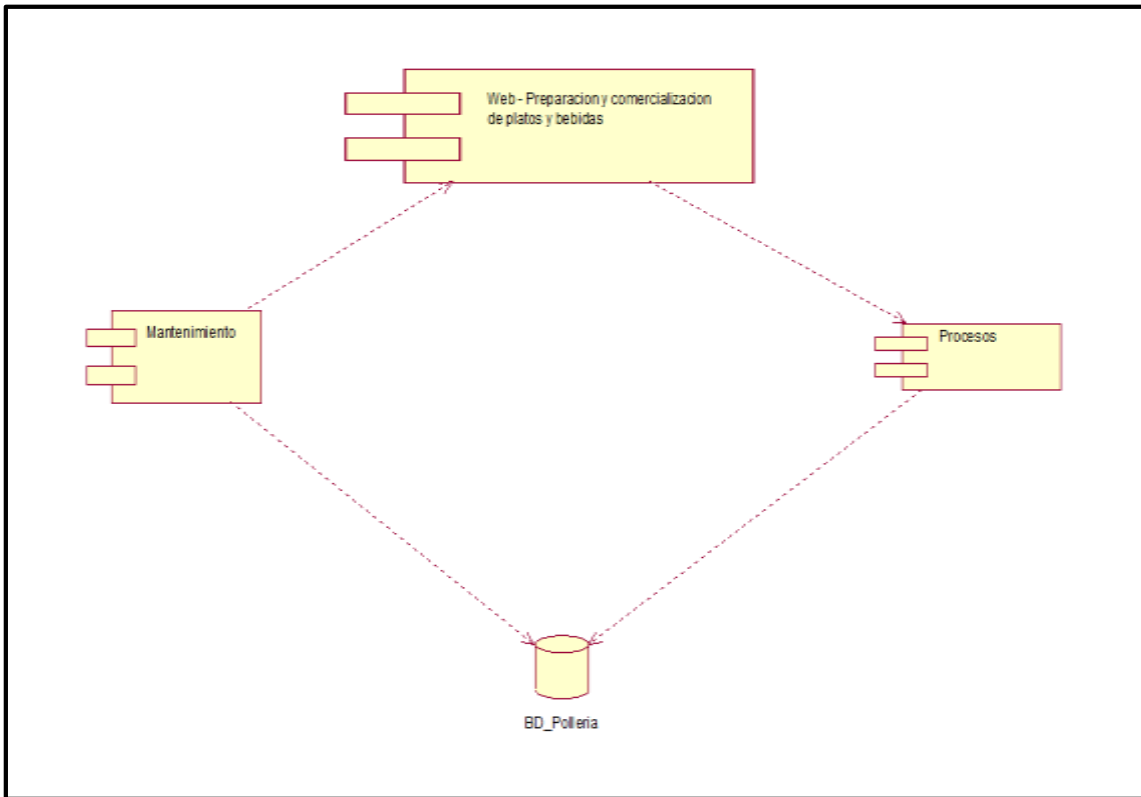 Web - Preparacion y comercializacion
de platos y bebidas
Mantenimiento
Procesos
BD_Polleria